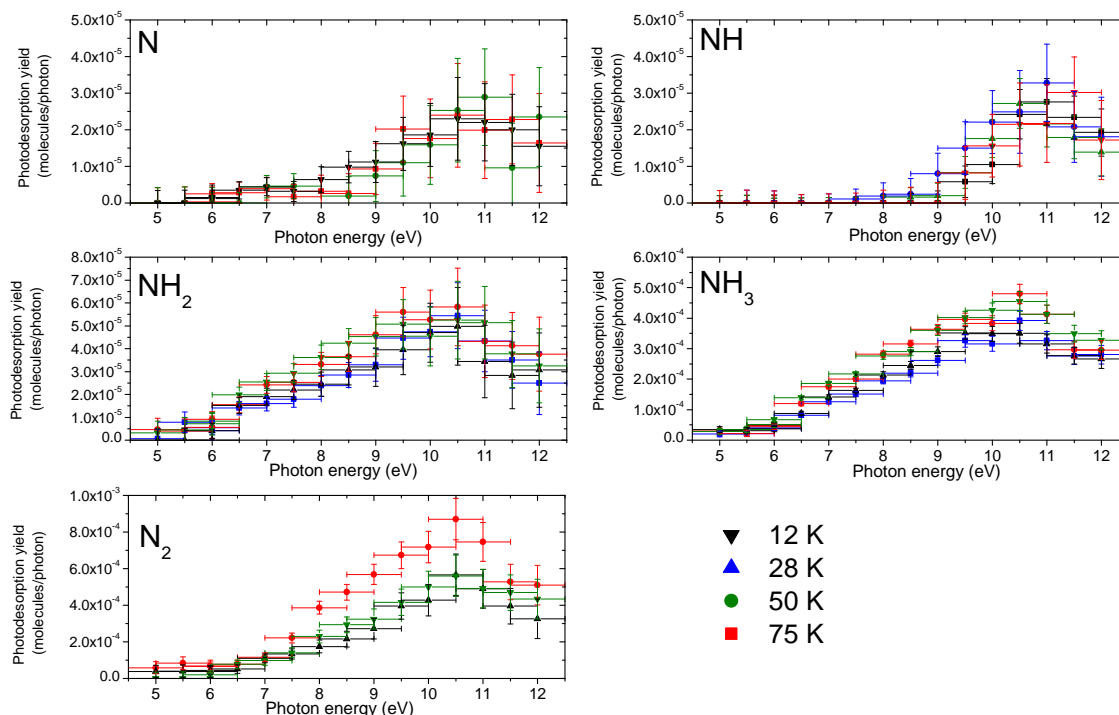 N
Photodesorption yield
(molecules/photon)
5.0x10⁻⁵
4.0x10⁻⁵
3.0x10⁻⁵
2.0x10⁻⁵
1.0x10⁻⁵
0.0
5 6 7 8 9 10 11 12
Photon energy (eV)
NH
Photodesorption yield
(molecules/photon)
5.0x10⁻⁵
4.0x10⁻⁵
3.0x10⁻⁵
2.0x10⁻⁵
1.0x10⁻⁵
0.0
5 6 7 8 9 10 11 12
Photon energy (eV)
NH₂
Photodesorption yield
(molecules/photon)
8.0x10⁻⁵
7.0x10⁻⁵
6.0x10⁻⁵
5.0x10⁻⁵
4.0x10⁻⁵
3.0x10⁻⁵
2.0x10⁻⁵
1.0x10⁻⁵
0.0
5 6 7 8 9 10 11 12
Photon energy (eV)
NH₃
Photodesorption yield
(molecules/photon)
6.0x10⁻⁴
5.0x10⁻⁴
4.0x10⁻⁴
3.0x10⁻⁴
2.0x10⁻⁴
1.0x10⁻⁴
0.0
5 6 7 8 9 10 11 12
Photon energy (eV)
N₂
Photodesorption yield
(molecules/photon)
1.0x10⁻³
8.0x10⁻⁴
6.0x10⁻⁴
4.0x10⁻⁴
2.0x10⁻⁴
0.0
5 6 7 8 9 10 11 12
Photon energy (eV)
12 K
28 K
50 K
75 K